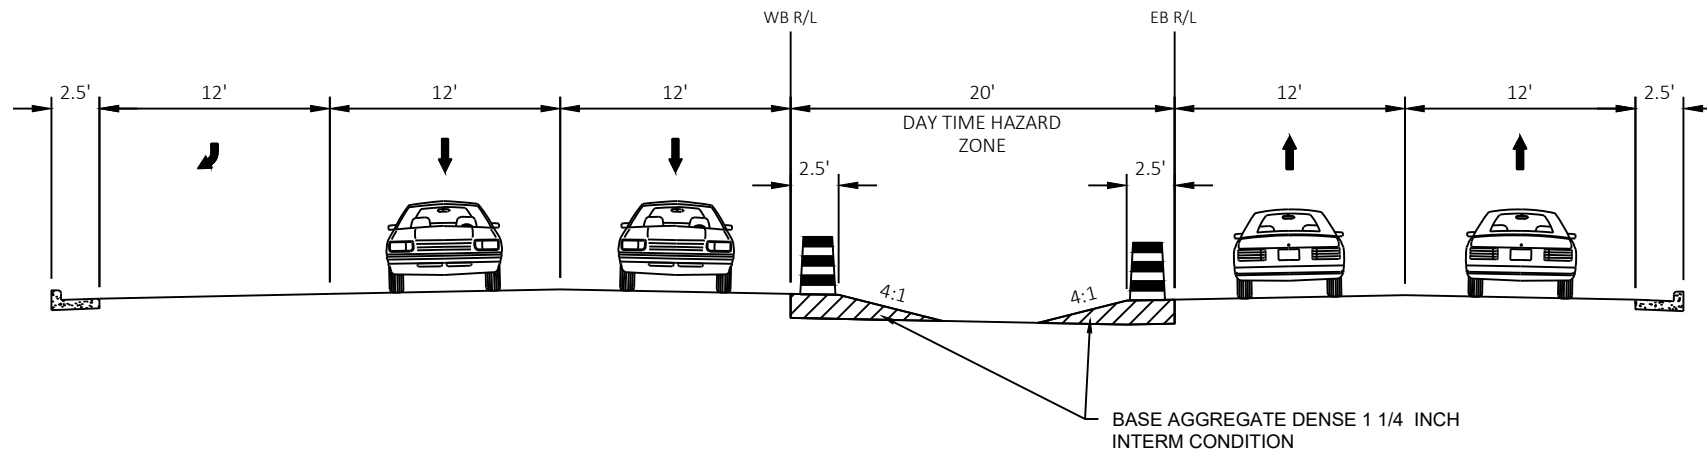 WB R/L
EB R/L
2.5'
12'
12'
12'
20'
12'
12'
2.5'
DAY TIME HAZARD
ZONE
2.5'
2.5'
4:1
4:1
BASE AGGREGATE DENSE 1 1/4 INCH
INTERM CONDITION